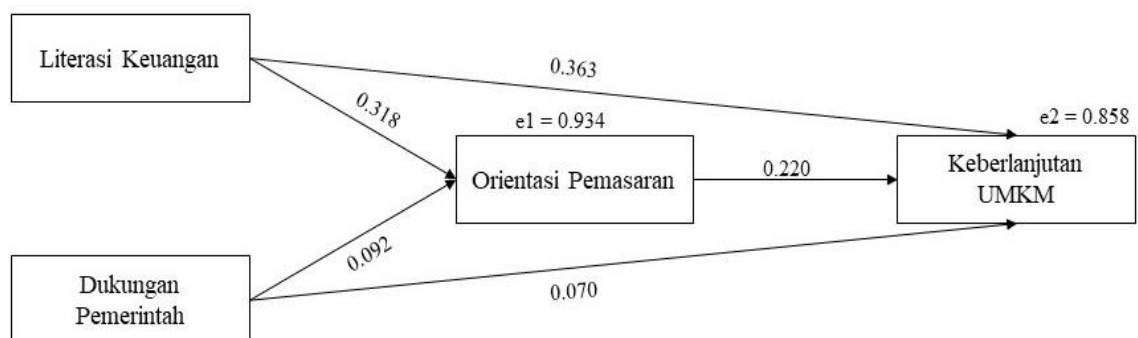 Literasi Keuangan
0.363
0.318
e1 = 0.934
e2 = 0.858
Orientasi Pemasaran
0.220
Keberlanjutan
UMKM
0.092
Dukungan
Pemerintah
0.070